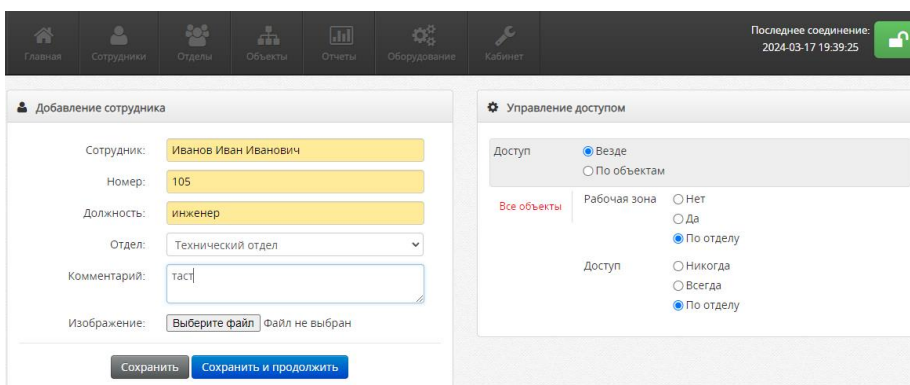 Главная Сотрудники Отделы Объекты Отчеты Оборудование Кабинет
Последнее соединение:
2024-03-17 19:39:25
Добавление сотрудника
Сотрудник: Иванов Иван Иванович
Номер: 105
Должность: инженер
Отдел: Технический отдел
Комментарий: таст
Изображение: Выберите файл Файл не выбран
Сохранить Сохранить и продолжить
Управление доступом
Доступ Везде
По объектам
Все объекты Рабочая зона Нет
Да
По отделу
Доступ Никогда
Всегда
По отделу